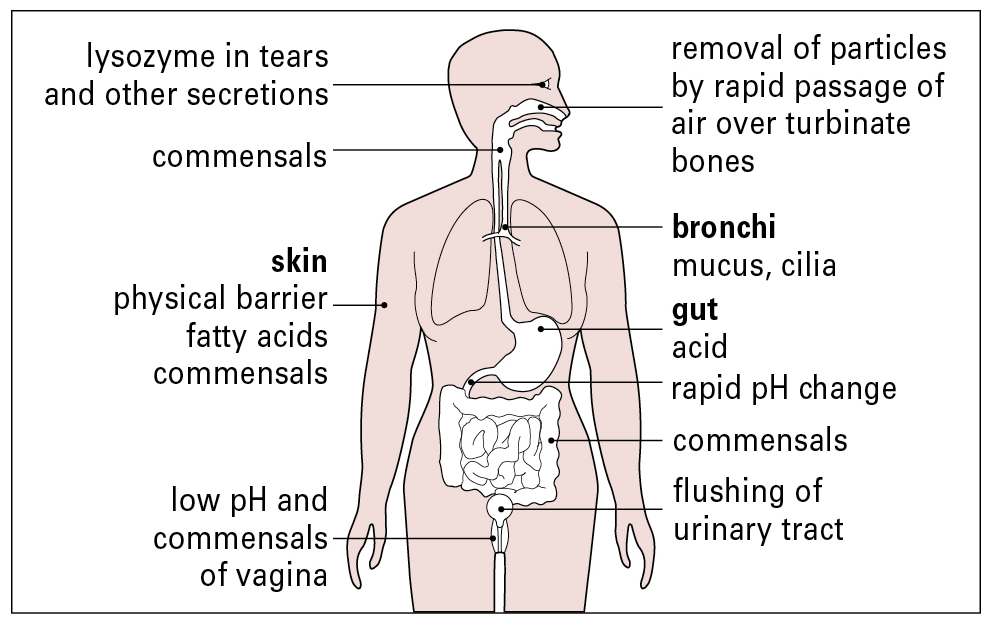 lysozyme in tears
and other secretions
commensals
skin
physical barrier
fatty acids
commensals
low pH and
commensals
of vagina
removal of particles
by rapid passage of
air over turbinate
bones
bronchi
mucus, cilia
gut
acid
rapid pH change
commensals
flushing of
urinary tract